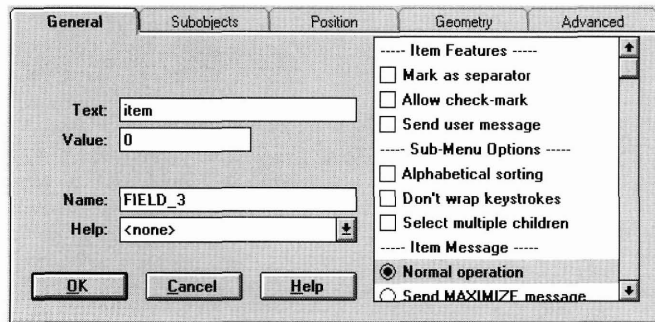 General Subobjects Position Geometry Advanced
Text: item
Value: 0
Name: FIELD_3
Help: <none>
OK Cancel Help
----- Item Features -----
Mark as separator
Allow check-mark
Send user message
----- Sub-Menu Options -----
Alphabetical sorting
Don't wrap keystrokes
Select multiple children
----- Item Message -----
Normal operation
Send MAXIMIZE message